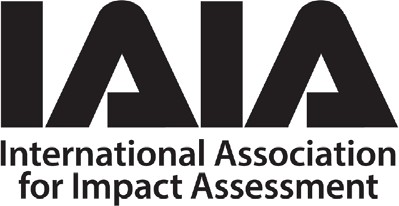 IAIA
International Association
for Impact Assessment